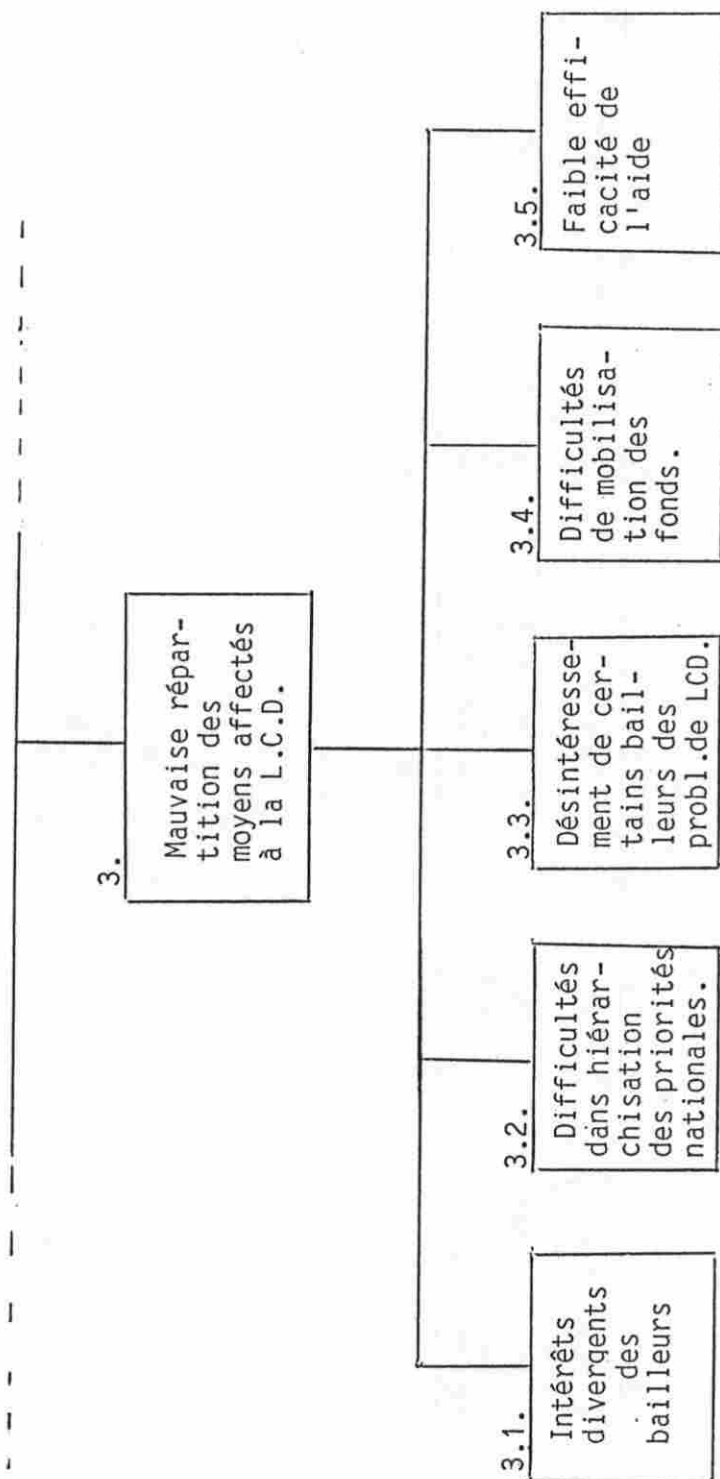 3.
Mauvaise répar-
tition des
moyens affectés
à la L.C.D.
3.1.
Intérêts
divergents
des
bailleurs
3.2.
Difficultés
dans hiérar-
chisation
des priorités
nationales.
3.3.
Désintéresse-
ment de cer-
tains bail-
leurs des
probl.de LCD.
3.4.
Difficultés
de mobilisa-
tion des
fonds.
3.5.
Faible effi-
cacité de
l'aide